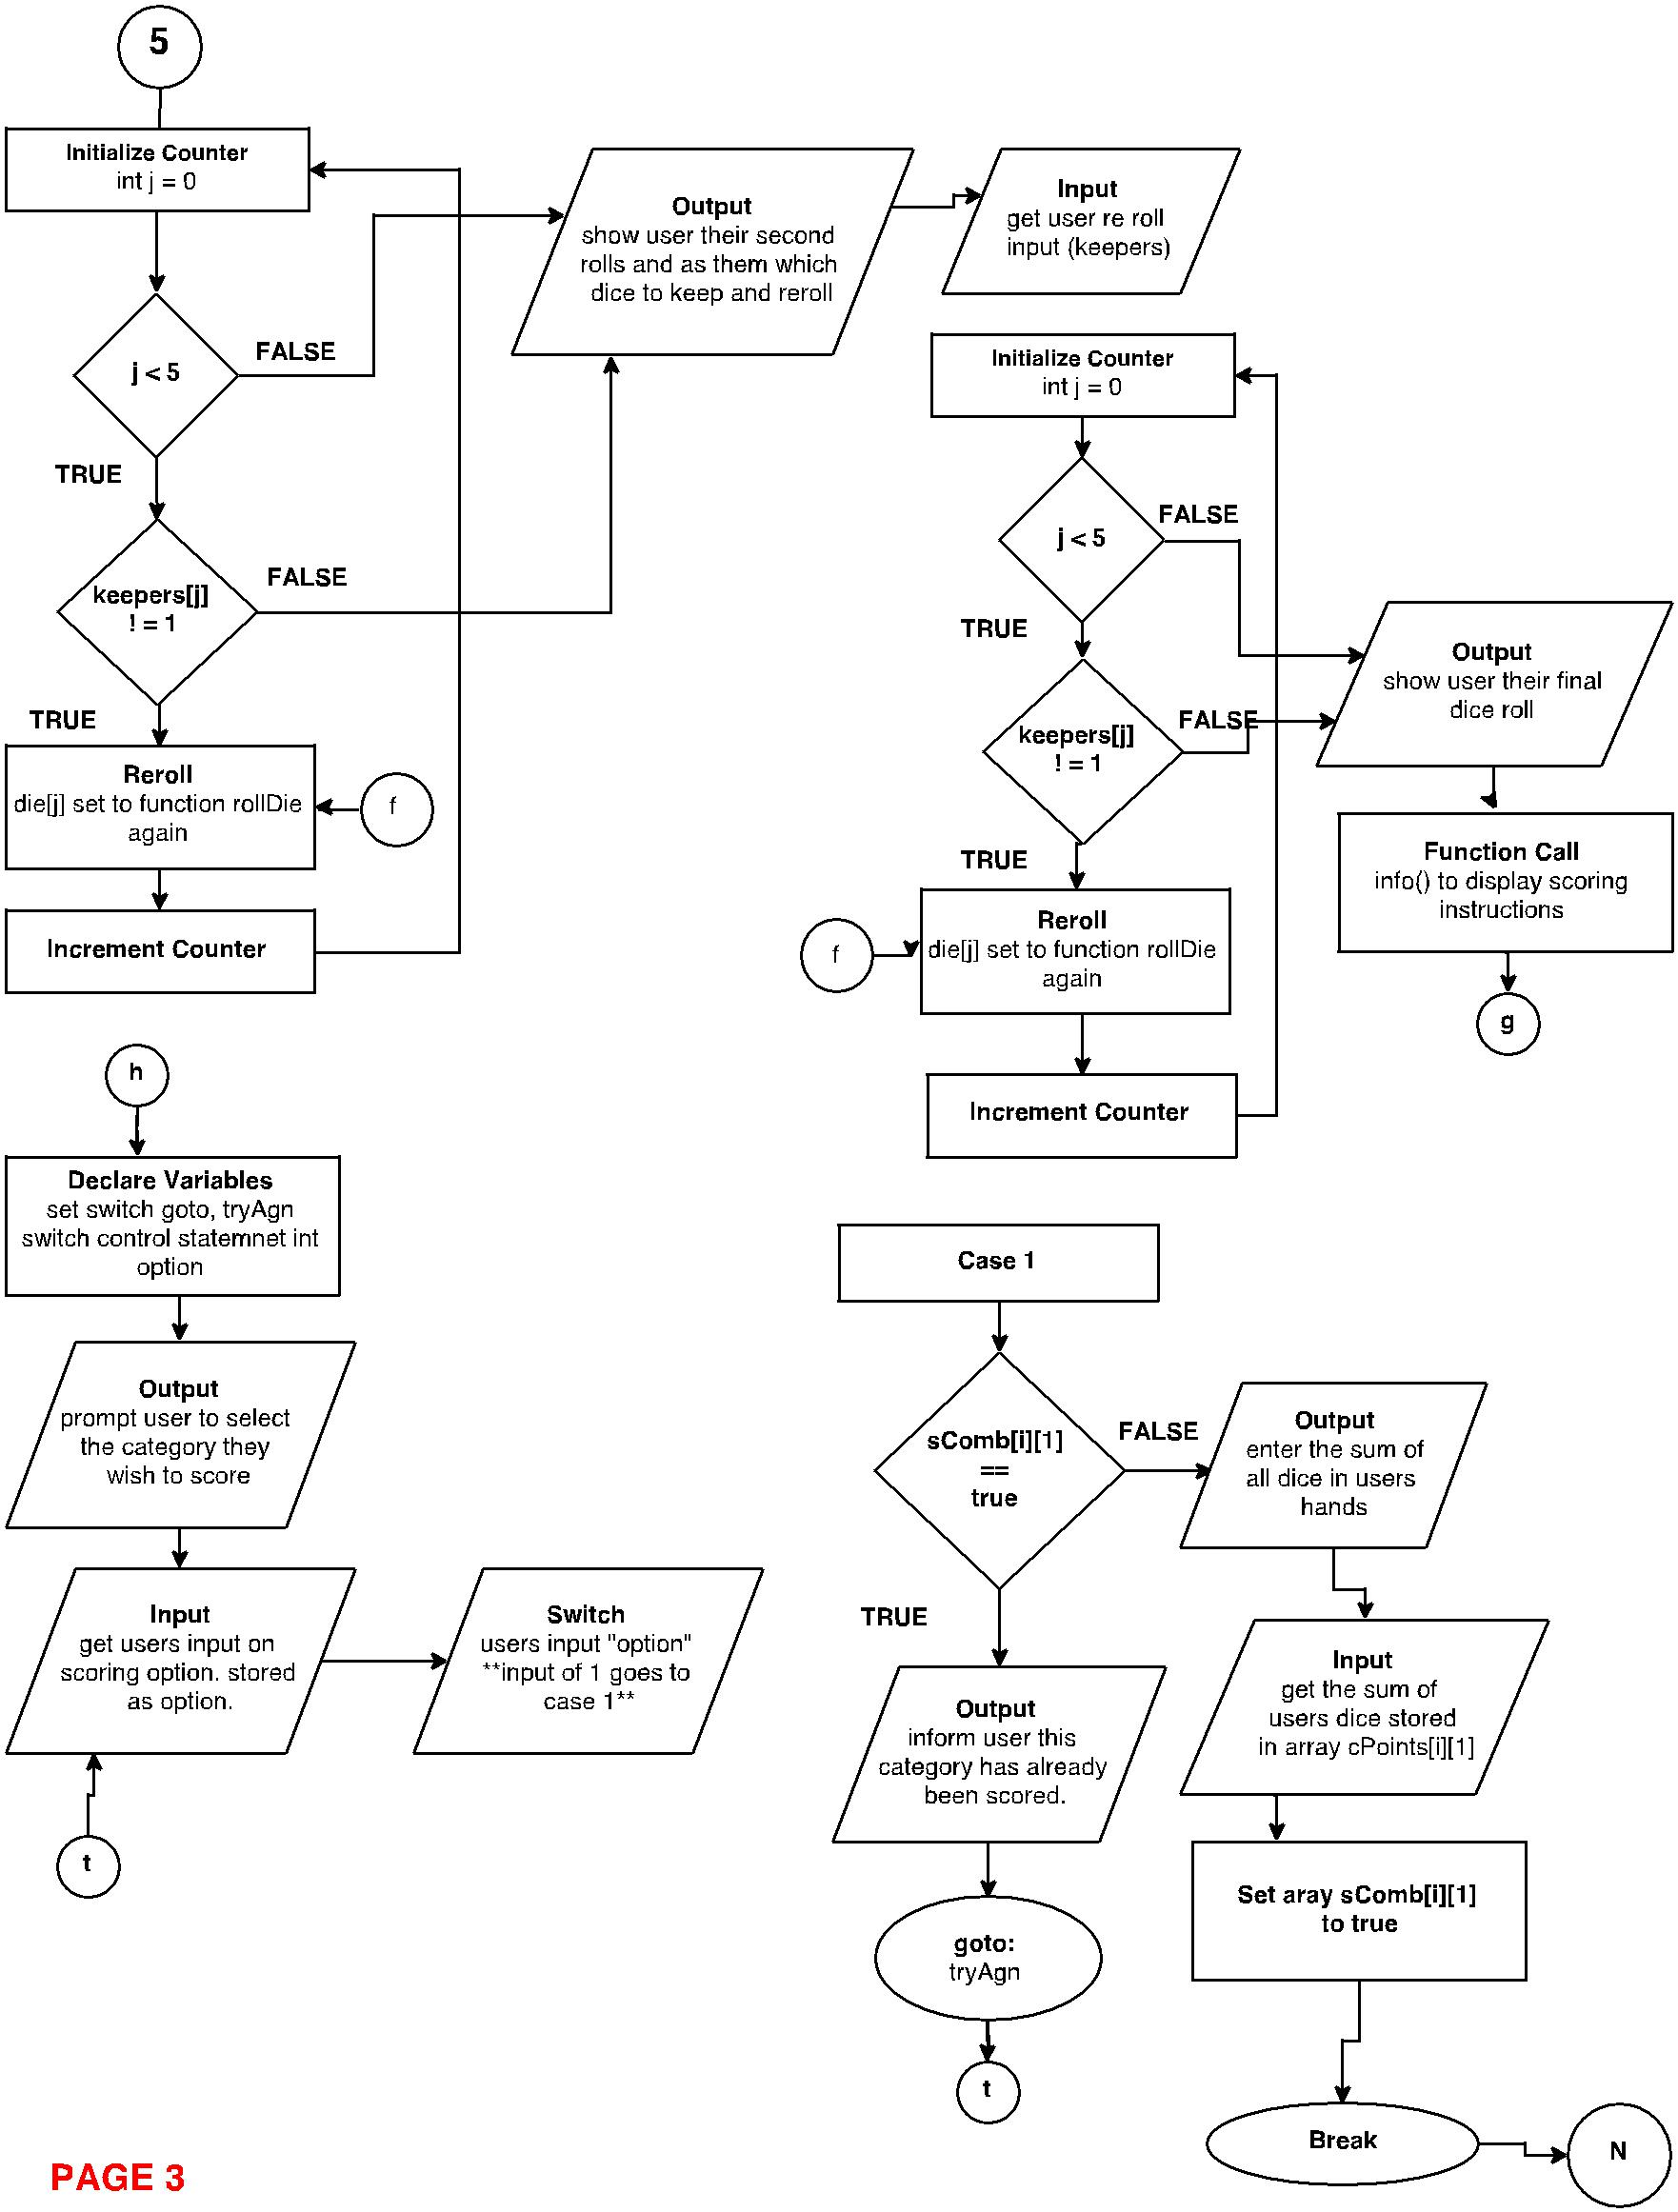 5
Initialize Counter
int j = 0
j < 5
FALSE
TRUE
keepers[j]
! = 1
FALSE
TRUE
Reroll
die[j] set to function rollDie
again
f
Increment Counter
Output
show user their second
rolls and as them which
dice to keep and reroll
Input
get user re roll
input (keepers)
Initialize Counter
int j = 0
j < 5
FALSE
TRUE
keepers[j]
! = 1
FALSE
TRUE
Reroll
die[j] set to function rollDie
again
f
Increment Counter
Output
show user their final
dice roll
Function Call
info() to display scoring
instructions
g
h
Declare Variables
set switch goto, tryAgn
switch control statemnet int
option
Output
prompt user to select
the category they
wish to score
Input
get users input on
scoring option. stored
as option.
t
Switch
users input "option"
**input of 1 goes to
case 1**
Case 1
sComb[i][1]
==
true
FALSE
TRUE
Output
inform user this
category has already
been scored.
goto:
tryAgn
t
Output
enter the sum of
all dice in users
hands
Input
get the sum of
users dice stored
in array cPoints[i][1]
Set aray sComb[i][1]
to true
Break
N
PAGE 3